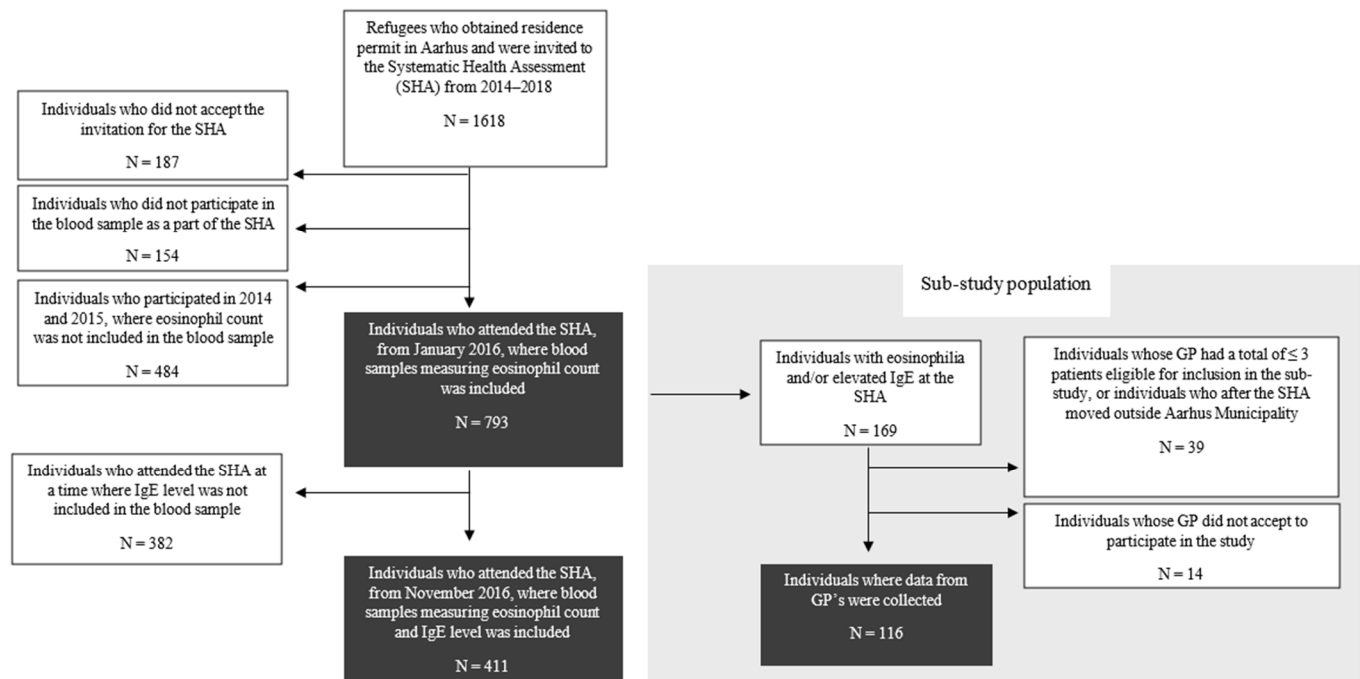 Refugees who obtained residence
permit in Aarhus and were invited to
the Systematic Health Assessment
(SHA) from 2014–2018
N = 1618
Individuals who did not accept the
invitation for the SHA
N = 187
Individuals who did not participate in
the blood sample as a part of the SHA
N = 154
Individuals who participated in 2014
and 2015, where eosinophil count
was not included in the blood sample
N = 484
Individuals who attended the SHA,
from January 2016, where blood
samples measuring eosinophil count
was included
N = 793
Individuals who attended the SHA at
a time where IgE level was not
included in the blood sample
N = 382
Individuals who attended the SHA,
from November 2016, where blood
samples measuring eosinophil count
and IgE level was included
N = 411
Sub-study population
Individuals with eosinophilia
and/or elevated IgE at the
SHA
N = 169
Individuals whose GP had a total of ≤ 3
patients eligible for inclusion in the sub-
study, or individuals who after the SHA
moved outside Aarhus Municipality
N = 39
Individuals whose GP did not accept to
participate in the study
N = 14
Individuals where data from
GP’s were collected
N = 116